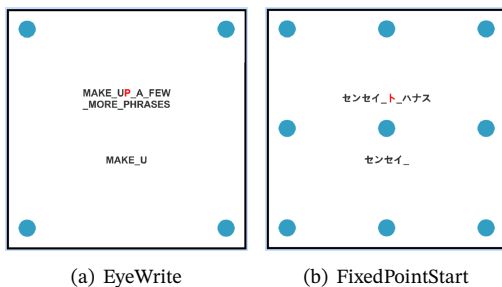 MAKE_UP_A_FEW
_MORE_PHRASES
MAKE_U
(a) EyeWrite
センセイ_ト_ハナス
センセイ_
(b) FixedPointStart